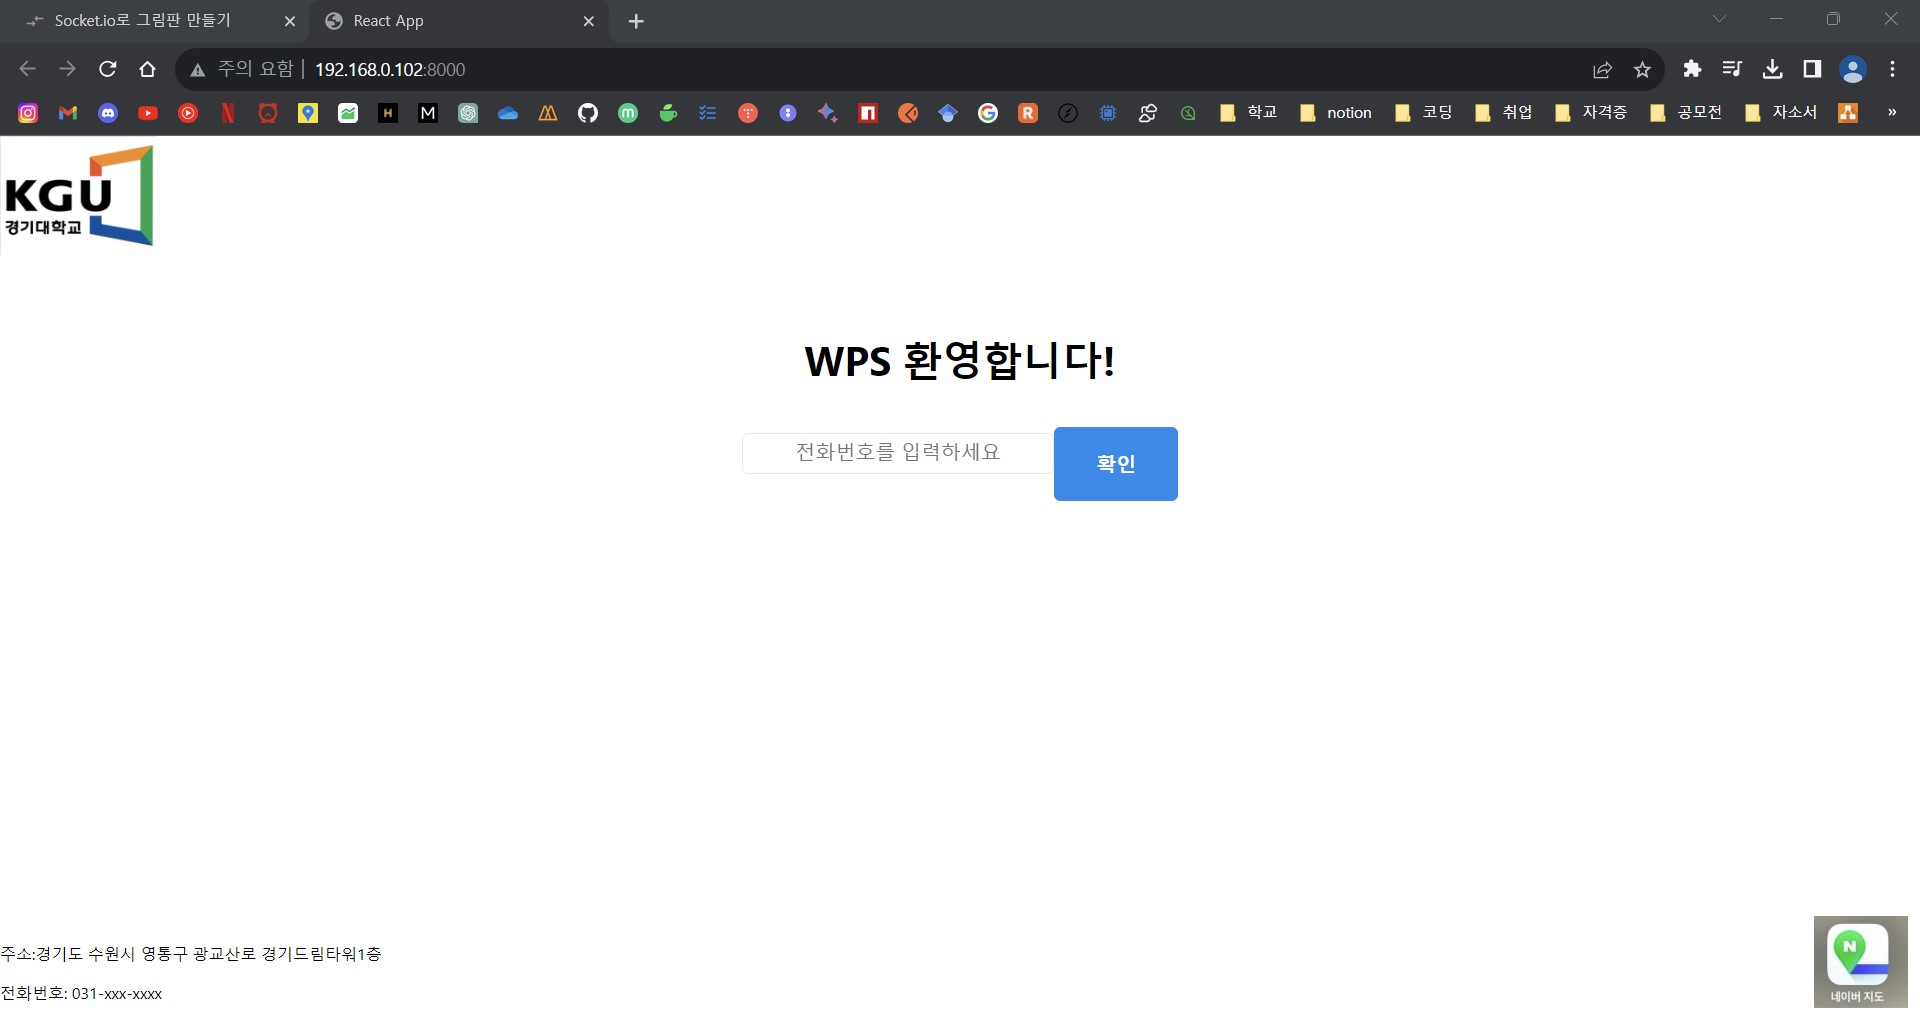 Socket.io로 그림판 만들기
React App
주의 요함
192.168.0.102:8000
학교
notion
코딩
취업
자격증
공모전
자소서
»
KGU
경기대학교
WPS 환영합니다!
전화번호를 입력하세요
확인
주소:경기도 수원시 영통구 광교산로 경기드림타워1층
전화번호: 031-xxx-xxxx
N
네이버 지도